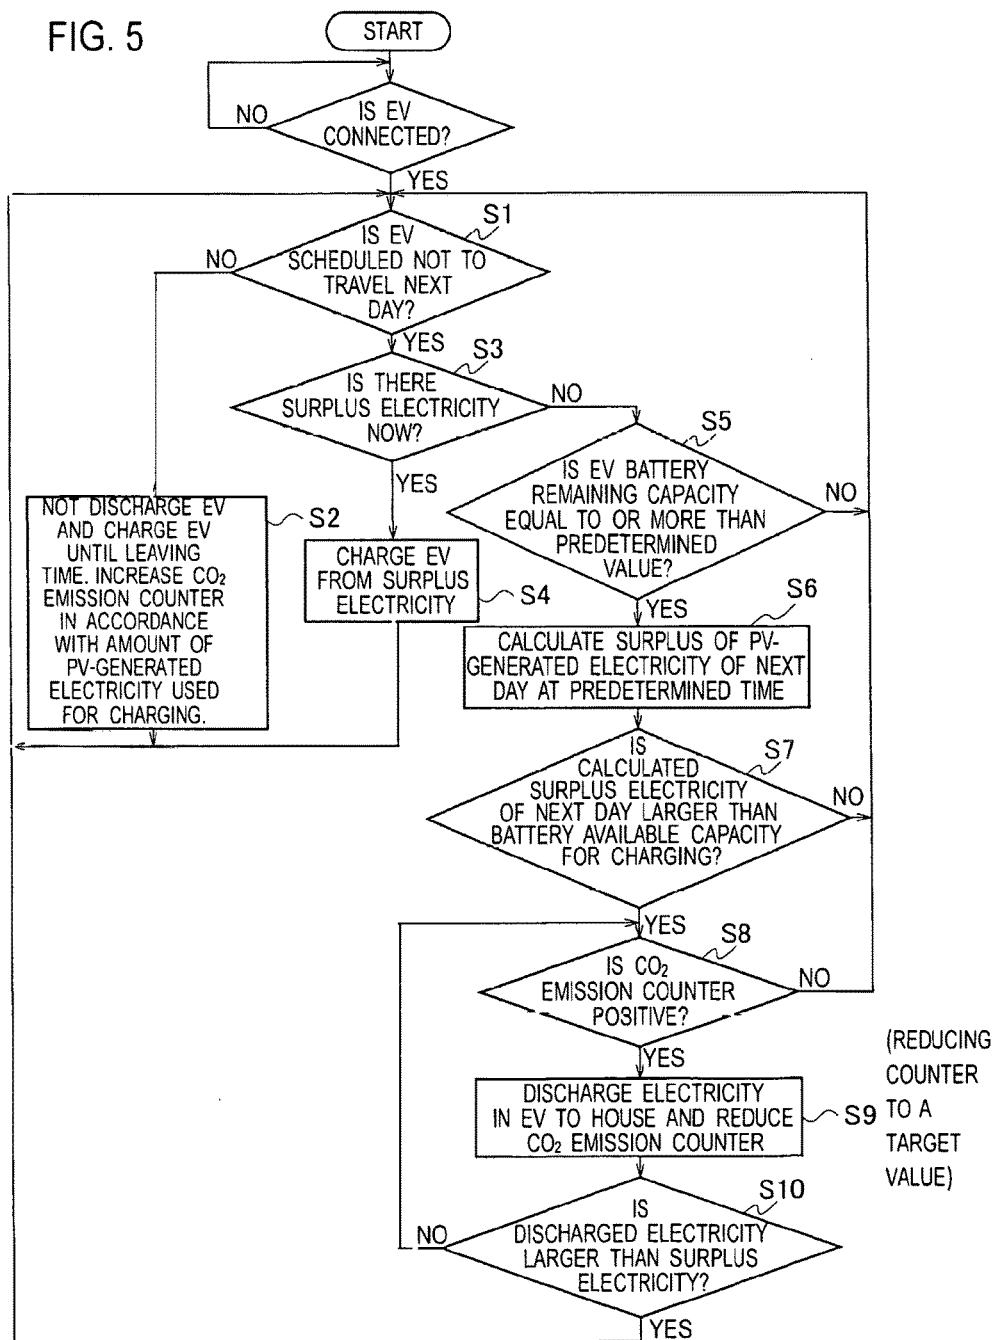 FIG. 5
START
IS EV
CONNECTED?
NO
YES
S1
IS EV
SCHEDULED NOT TO
TRAVEL NEXT
DAY?
NO
YES
S3
IS THERE
SURPLUS ELECTRICITY
NOW?
NO
YES
S5
IS EV BATTERY
REMAINING CAPACITY
EQUAL TO OR MORE THAN
PREDETERMINED
VALUE?
NO
YES
S2
NOT DISCHARGE EV
AND CHARGE EV
UNTIL LEAVING
TIME. INCREASE CO2
EMISSION COUNTER
IN ACCORDANCE
WITH AMOUNT OF
PV-GENERATED
ELECTRICITY USED
FOR CHARGING.
CHARGE EV
FROM SURPLUS
ELECTRICITY
S4
S6
CALCULATE SURPLUS OF PV-
GENERATED ELECTRICITY OF NEXT
DAY AT PREDETERMINED TIME
S7
IS
CALCULATED
SURPLUS ELECTRICITY
OF NEXT DAY LARGER THAN
BATTERY AVAILABLE CAPACITY
FOR CHARGING?
NO
YES
S8
IS CO2
EMISSION COUNTER
POSITIVE?
NO
YES
DISCHARGE ELECTRICITY
IN EV TO HOUSE AND REDUCE
CO2 EMISSION COUNTER
S9
(REDUCING
COUNTER
TO A
TARGET
VALUE)
S10
IS
DISCHARGED ELECTRICITY
LARGER THAN SURPLUS
ELECTRICITY?
NO
YES